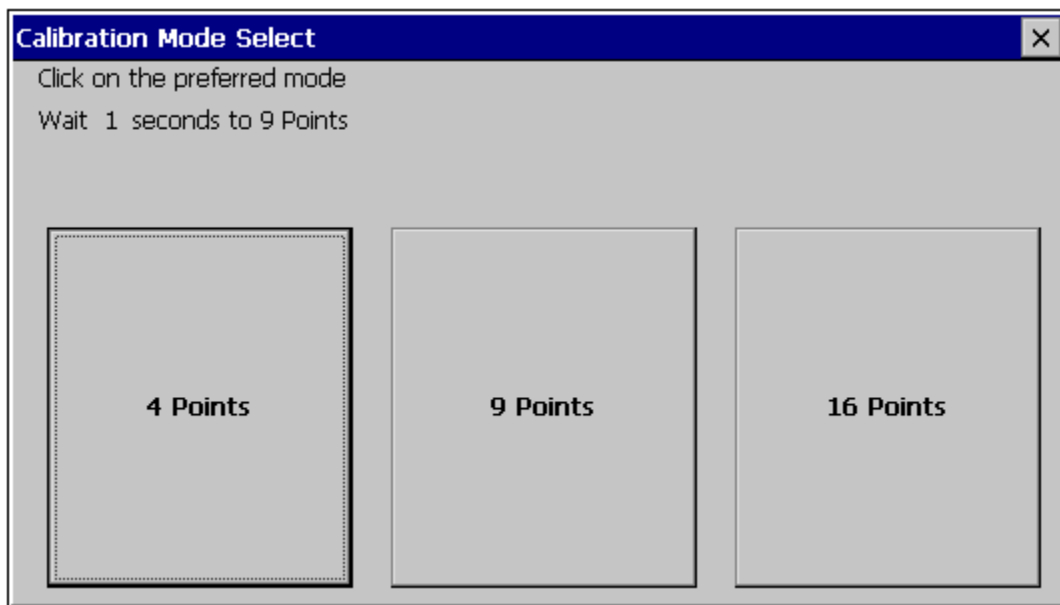 Calibration Mode Select
Click on the preferred mode
Wait 1 seconds to 9 Points
4 Points
9 Points
16 Points